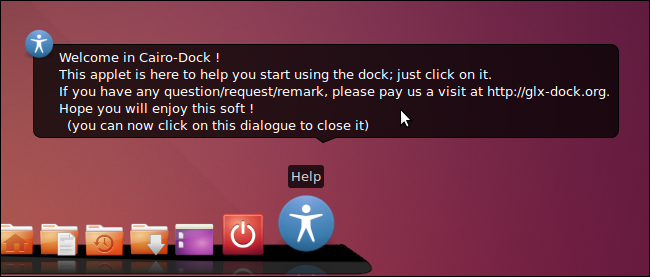 Welcome in Cairo-Dock !
This applet is here to help you start using the dock; just click on it.
If you have any question/request/remark, please pay us a visit at http://glx-dock.org.
Hope you will enjoy this soft !
(you can now click on this dialogue to close it)
Help